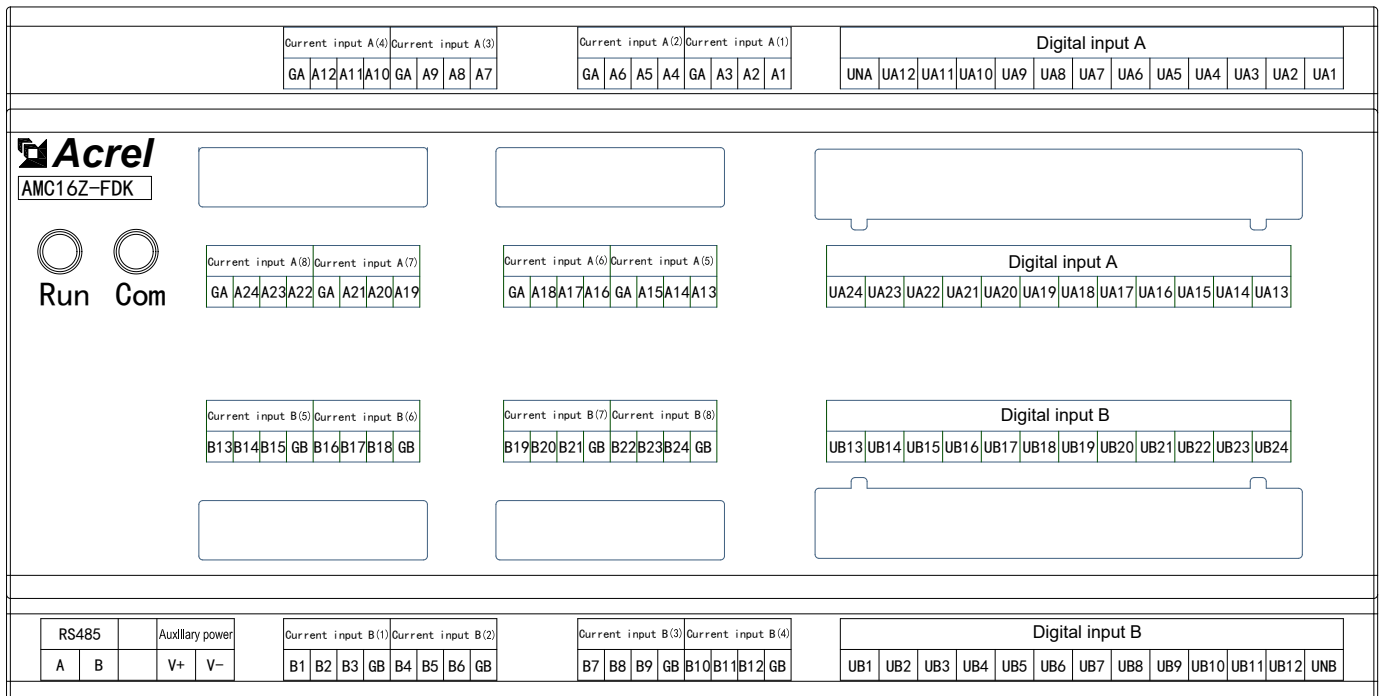 Current input A(4) Current input A(3) Current input A(2) Current input A(1) Digital input A
GA A12 A11 A10 GA A9 A8 A7 GA A6 A5 A4 GA A3 A2 A1 UNA UA12 UA11 UA10 UA9 UA8 UA7 UA6 UA5 UA4 UA3 UA2 UA1
Acrel
AMC16Z-FDK
Run Com
Current input A(8) Current input A(7) Current input A(6) Current input A(5) Digital input A
GA A24 A23 A22 GA A21 A20 A19 GA A18 A17 A16 GA A15 A14 A13 UA24 UA23 UA22 UA21 UA20 UA19 UA18 UA17 UA16 UA15 UA14 UA13
Current input B(5) Current input B(6) Current input B(7) Current input B(8) Digital input B
B13 B14 B15 GB B16 B17 B18 GB B19 B20 B21 GB B22 B23 B24 GB UB13 UB14 UB15 UB16 UB17 UB18 UB19 UB20 UB21 UB22 UB23 UB24
RS485 Auxlllary power Current input B(1) Current input B(2) Current input B(3) Current input B(4) Digital input B
A B V+ V- B1 B2 B3 GB B4 B5 B6 GB B7 B8 B9 GB B10 B11 B12 GB UB1 UB2 UB3 UB4 UB5 UB6 UB7 UB8 UB9 UB10 UB11 UB12 UNB